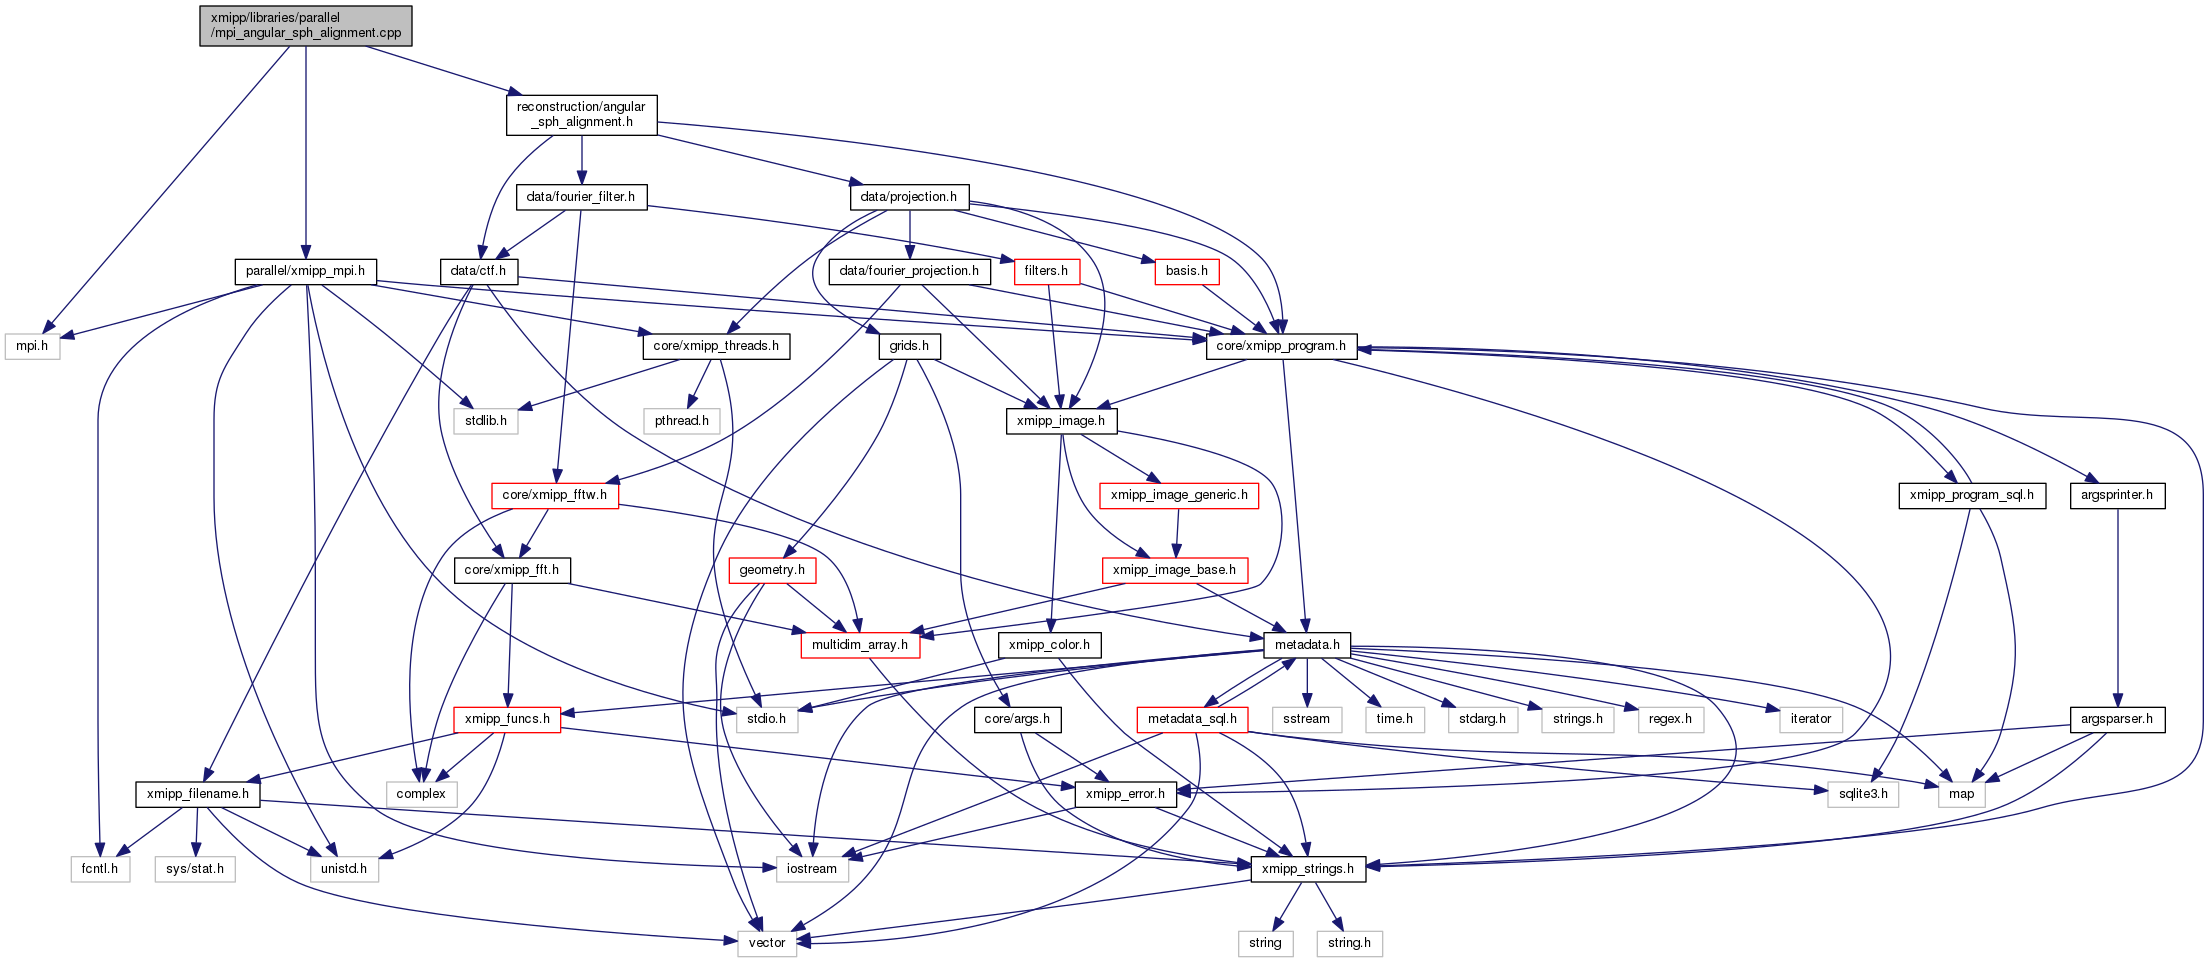 xmipp/libraries/parallel
/mpi_angular_sph_alignment.cpp
reconstruction/angular
_sph_alignment.h
data/fourier_filter.h
data/projection.h
parallel/xmipp_mpi.h
data/ctf.h
data/fourier_projection.h
filters.h
basis.h
mpi.h
core/xmipp_threads.h
grids.h
core/xmipp_program.h
stdlib.h
pthread.h
xmipp_image.h
core/xmipp_fftw.h
xmipp_image_generic.h
xmipp_program_sql.h
argsprinter.h
core/xmipp_fft.h
geometry.h
xmipp_image_base.h
multidim_array.h
xmipp_color.h
metadata.h
xmipp_funcs.h
stdio.h
core/args.h
metadata_sql.h
sstream
time.h
stdarg.h
strings.h
regex.h
iterator
argsparser.h
xmipp_filename.h
complex
xmipp_error.h
sqlite3.h
map
fcntl.h
sys/stat.h
unistd.h
iostream
xmipp_strings.h
vector
string
string.h